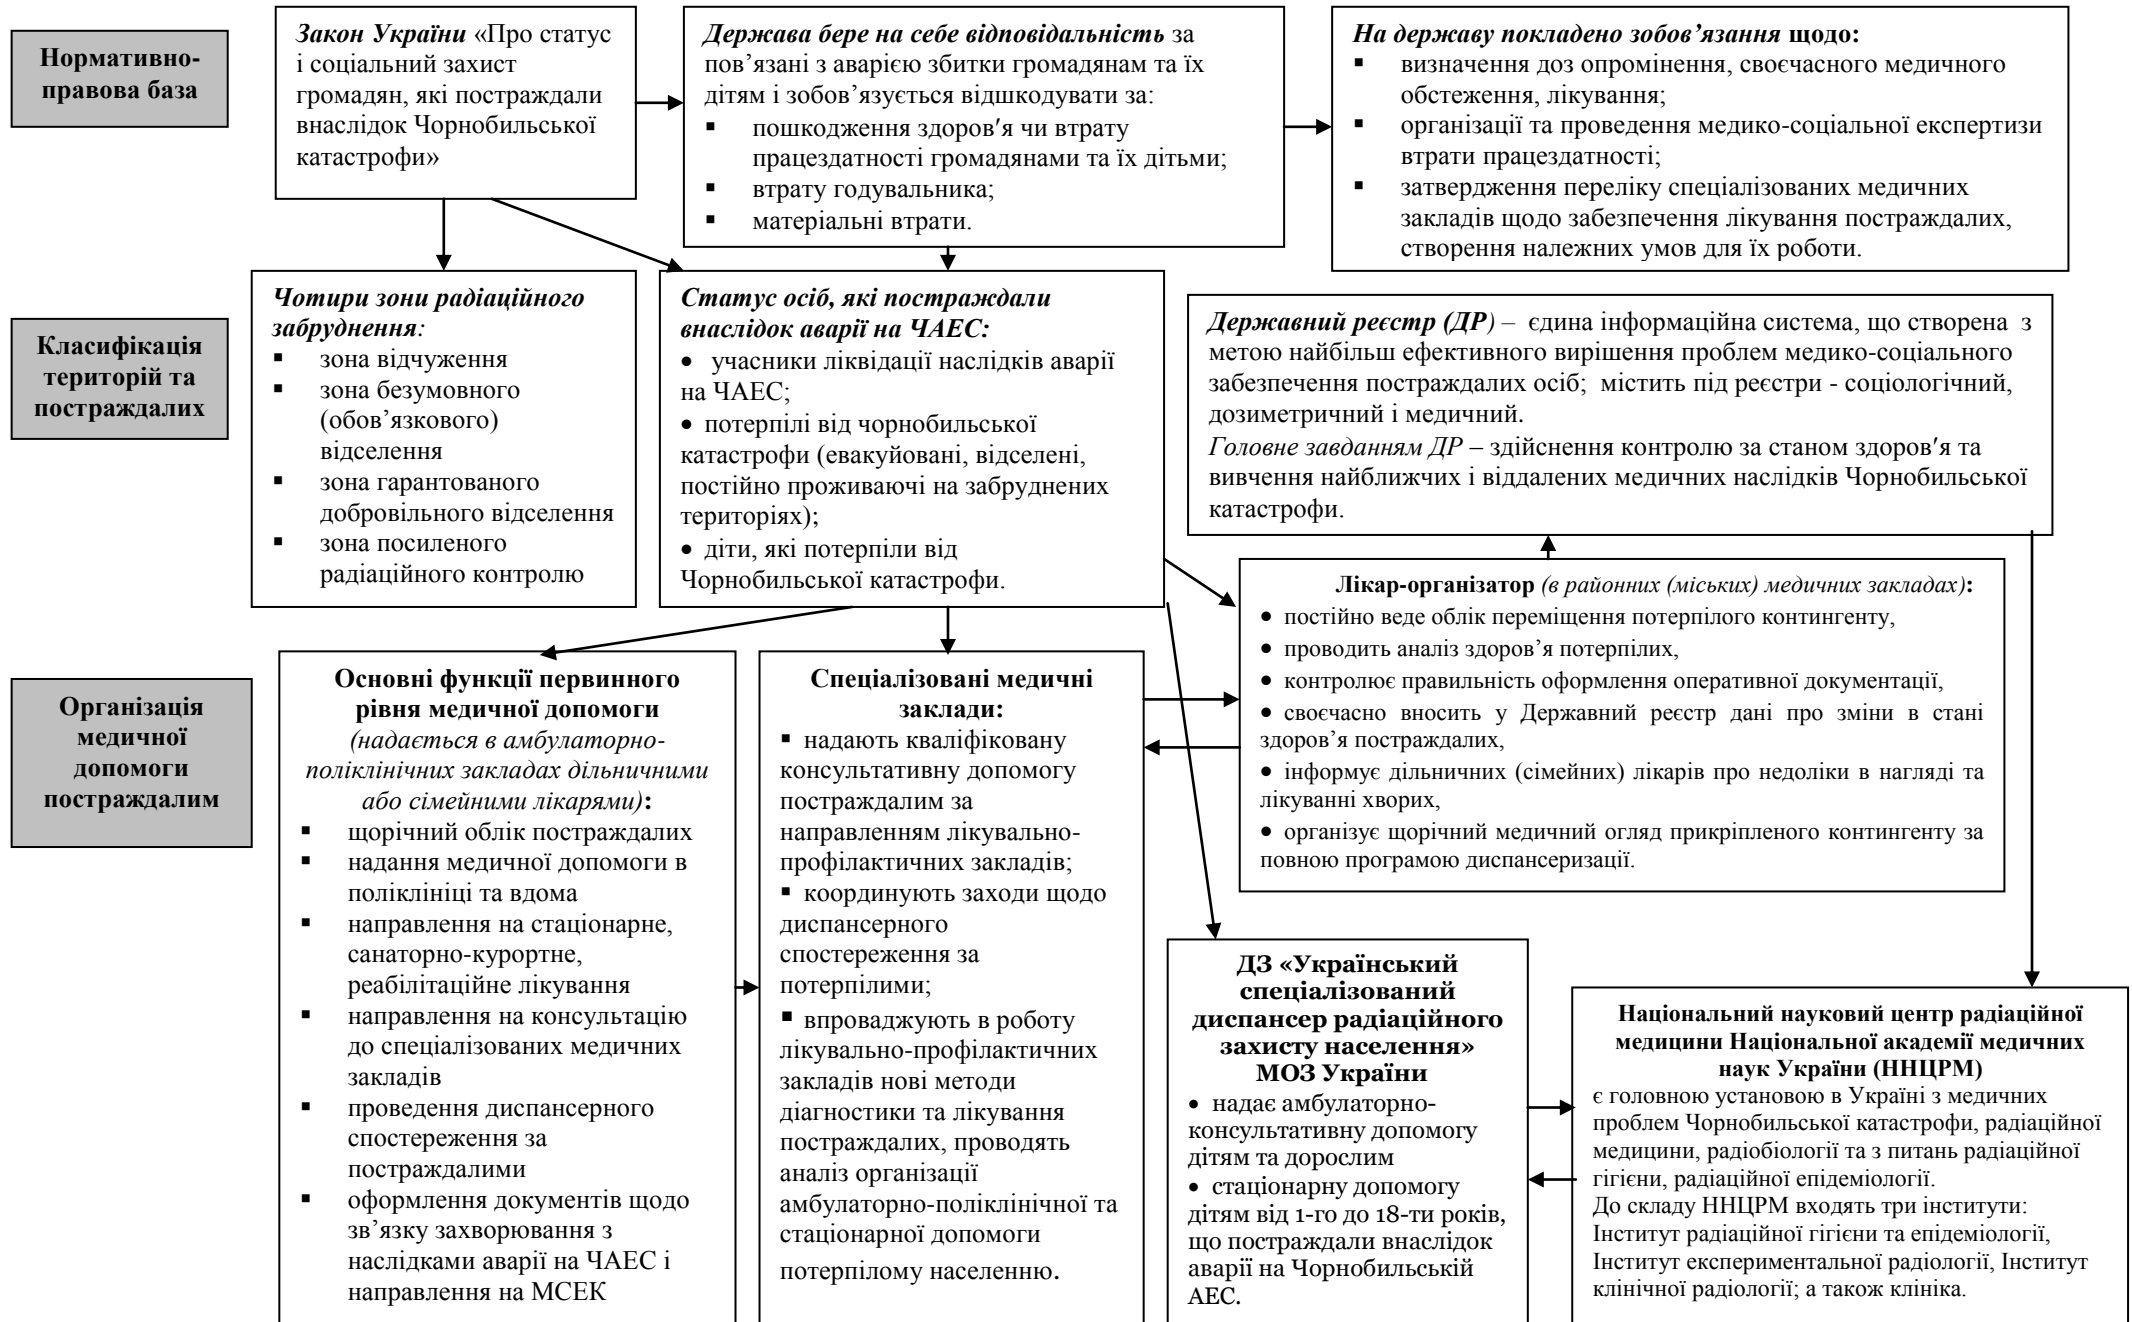 Нормативно-
правова база
Закон України «Про статус
і соціальний захист
громадян, які постраждали
внаслідок Чорнобильської
катастрофи»
Держава бере на себе відповідальність за
пов’язані з аварією збитки громадянам та їх
дітям і зобов’язується відшкодувати за:
▪ пошкодження здоров'я чи втрату
працездатності громадянами та їх дітьми;
▪ втрату годувальника;
▪ матеріальні втрати.
На державу покладено зобов’язання щодо:
▪ визначення доз опромінення, своєчасного медичного
обстеження, лікування;
▪ організації та проведення медико-соціальної експертизи
втрати працездатності;
▪ затвердження переліку спеціалізованих медичних
закладів щодо забезпечення лікування постраждалих,
створення належних умов для їх роботи.
Класифікація
територій та
постраждалих
Чотири зони радіаційного
забруднення:
▪ зона відчуження
▪ зона безумовного
(обов’язкового)
відселення
▪ зона гарантованого
добровільного відселення
▪ зона посиленого
радіаційного контролю
Статус осіб, які постраждали
внаслідок аварії на ЧАЕС:
• учасники ліквідації наслідків аварії
на ЧАЕС;
• потерпілі від чорнобильської
катастрофи (евакуйовані, відселені,
постійно проживаючі на забруднених
територіях);
• діти, які потерпіли від
Чорнобильської катастрофи.
Державний реєстр (ДР) – єдина інформаційна система, що створена з
метою найбільш ефективного вирішення проблем медико-соціального
забезпечення постраждалих осіб; містить під реєстри - соціологічний,
дозиметричний і медичний.
Головне завданням ДР – здійснення контролю за станом здоров'я та
вивчення найближчих і віддалених медичних наслідків Чорнобильської
катастрофи.
Лікар-організатор (в районних (міських) медичних закладах):
• постійно веде облік переміщення потерпілого контингенту,
• проводить аналіз здоров’я потерпілих,
• контролює правильність оформлення оперативної документації,
• своєчасно вносить у Державний реєстр дані про зміни в стані
здоров’я постраждалих,
• інформує дільничних (сімейних) лікарів про недоліки в нагляді та
лікуванні хворих,
• організує щорічний медичний огляд прикріпленого контингенту за
повною програмою диспансеризації.
Організація
медичної
допомоги
постраждалим
Основні функції первинного
рівня медичної допомоги
(надається в амбулаторно-
поліклінічних закладах дільничними
або сімейними лікарями):
▪ щорічний облік постраждалих
▪ надання медичної допомоги в
поліклініці та вдома
▪ направлення на стаціонарне,
санаторно-курортне,
реабілітаційне лікування
▪ направлення на консультацію
до спеціалізованих медичних
закладів
▪ проведення диспансерного
спостереження за
постраждалими
▪ оформлення документів щодо
зв’язку захворювання з
наслідками аварії на ЧАЕС і
направлення на МСЕК
Спеціалізовані медичні
заклади:
▪ надають кваліфіковану
консультативну допомогу
постраждалим за
направленням лікувально-
профілактичних закладів;
▪ координують заходи щодо
диспансерного
спостереження за
потерпілими;
▪ впроваджують в роботу
лікувально-профілактичних
закладів нові методи
діагностики та лікування
постраждалих, проводять
аналіз організації
амбулаторно-поліклінічної та
стаціонарної допомоги
потерпілому населенню.
ДЗ «Український
спеціалізований
диспансер радіаційного
захисту населення»
МОЗ України
• надає амбулаторно-
консультативну допомогу
дітям та дорослим
• стаціонарну допомогу
дітям від 1-го до 18-ти років,
що постраждали внаслідок
аварії на Чорнобильській
АЕС.
Національний науковий центр радіаційної
медицини Національної академії медичних
наук України (ННЦРМ)
є головною установою в Україні з медичних
проблем Чорнобильської катастрофи, радіаційної
медицини, радіобіології та з питань радіаційної
гігієни, радіаційної епідеміології.
До складу ННЦРМ входять три інститути:
Інститут радіаційної гігієни та епідеміології,
Інститут експериментальної радіології, Інститут
клінічної радіології; а також клініка.